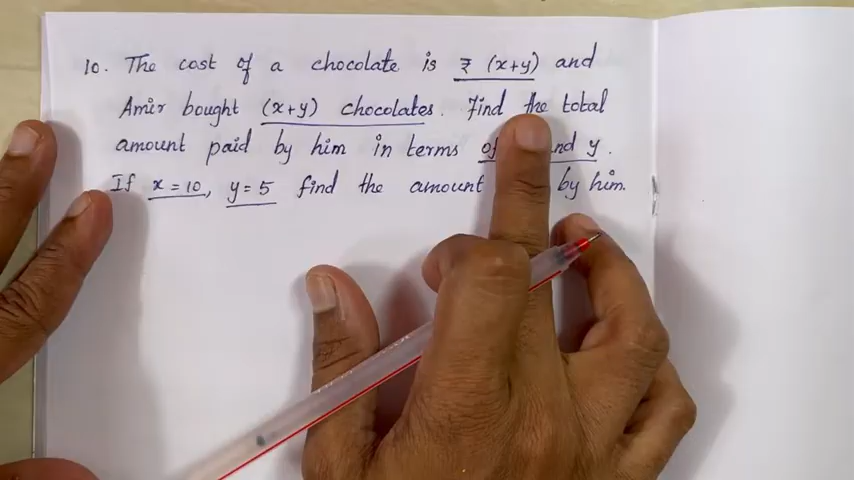 10. The cost of a chocolate is ₹ (x+y) and
Amir bought (x+y) chocolates. Find the total
amount paid by him in terms of nd y.
If x = 10, y = 5 find the amount by him.